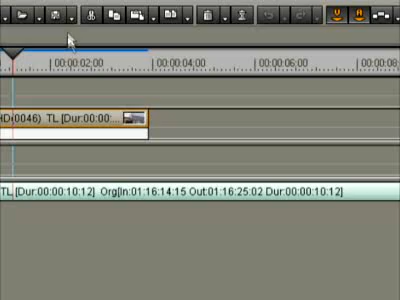 00:00:02;00 00:00:04;00 00:00:06;00 00:00:08;
HD(0046) TL [Dur:00:00:...
TL [Dur:00:00:10:12] Org[In:01:16:14:15 Out:01:16:25:02 Dur:00:00:10:12]